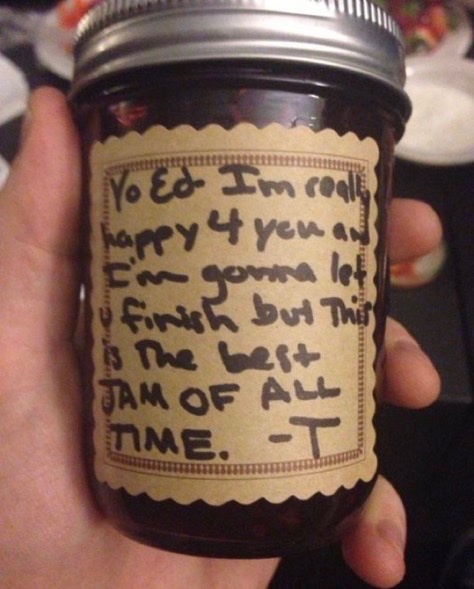 Yo Ed I'm really
happy 4 you and
I'm gonna let
u finish but This
is The best
JAM OF ALL
TIME. -T